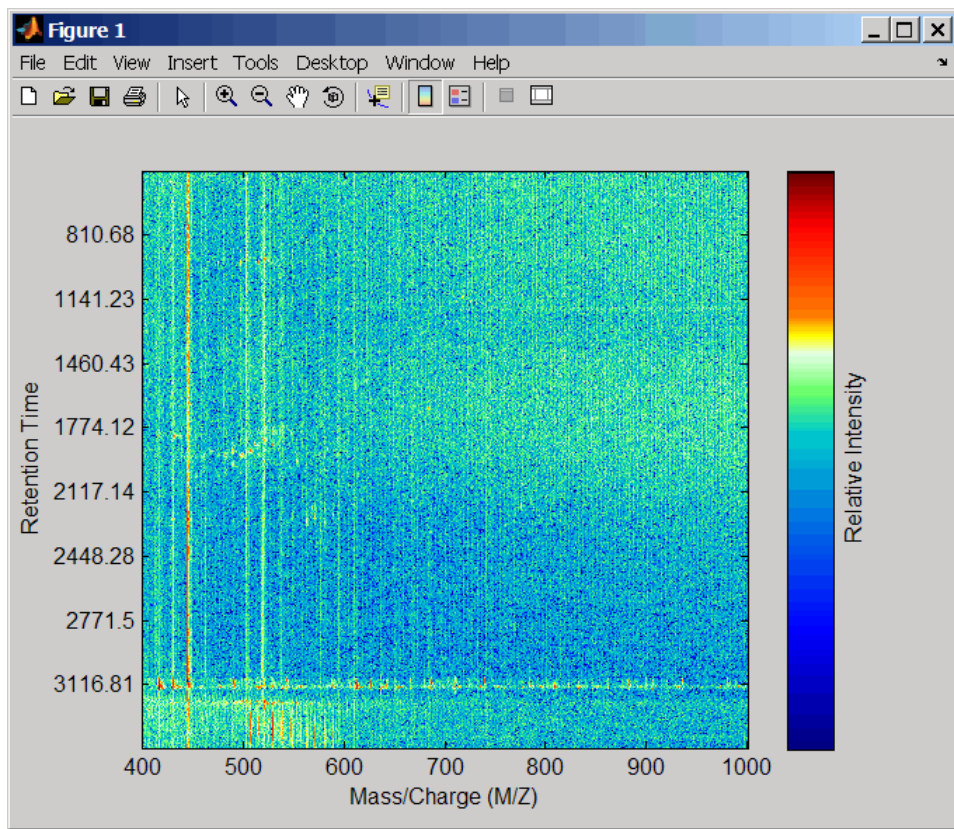 Figure 1
File Edit View Insert Tools Desktop Window Help
810.68
1141.23
1460.43
1774.12
2117.14
2448.28
2771.5
3116.81
Retention Time
400 500 600 700 800 900 1000
Mass/Charge (M/Z)
Relative Intensity